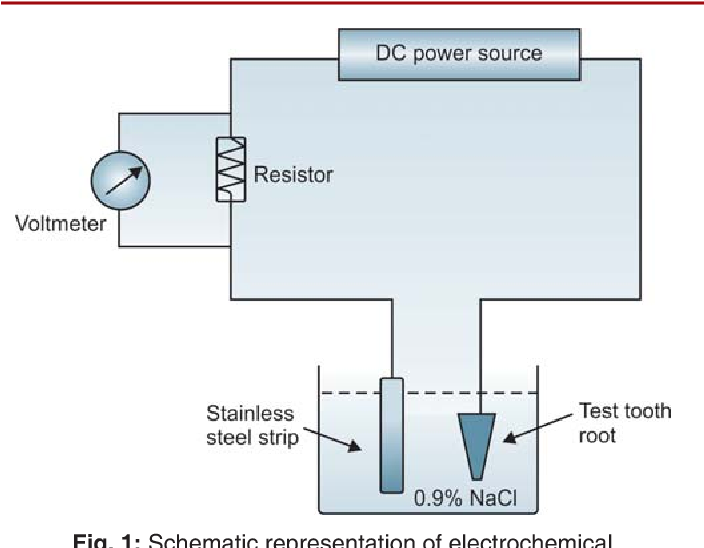 DC power source
Resistor
Voltmeter
Stainless
steel strip
Test tooth
root
0.9% NaCl
Fig. 1: Schematic representation of electrochemical